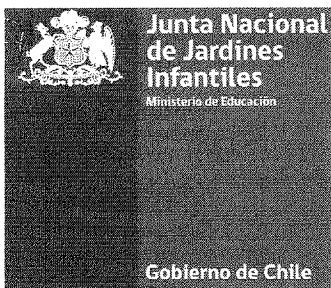 Junta Nacional
de Jardines
Infantiles
Ministerio de Educación
Gobierno de Chile